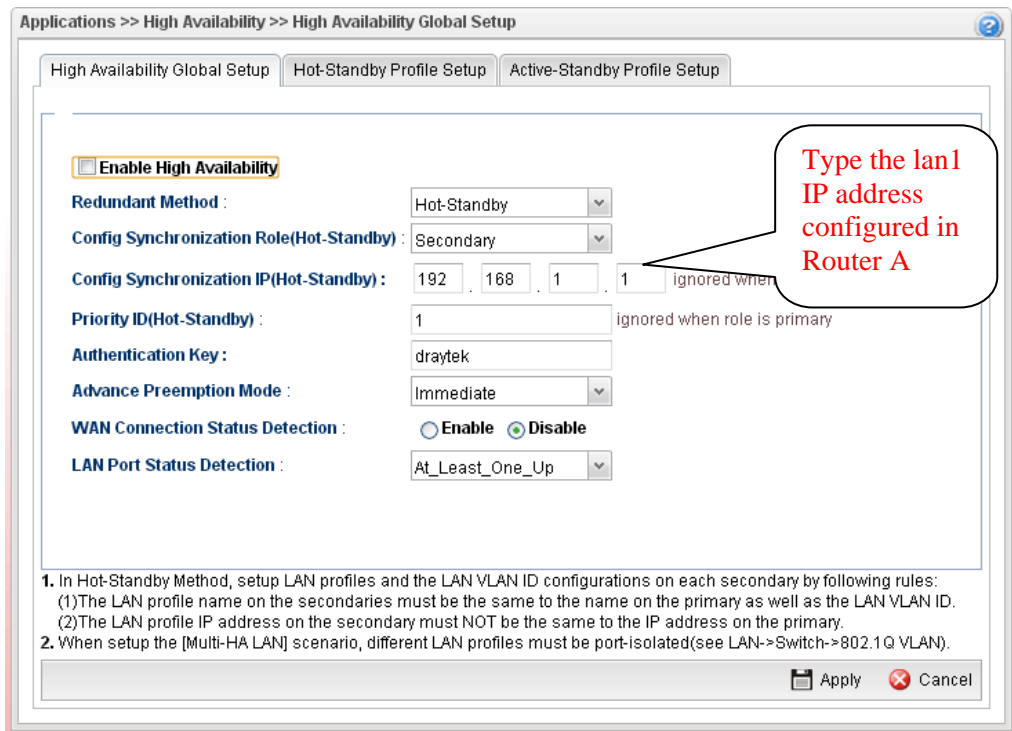 Applications >> High Availability >> High Availability Global Setup
High Availability Global Setup
Hot-Standby Profile Setup
Active-Standby Profile Setup
Enable High Availability
Redundant Method :
Hot-Standby
Config Synchronization Role(Hot-Standby) :
Secondary
Config Synchronization IP(Hot-Standby) :
192 . 168 . 1 . 1 ignored when
Type the lan1
IP address
configured in
Router A
Priority ID(Hot-Standby) :
1
ignored when role is primary
Authentication Key :
draytek
Advance Preemption Mode :
Immediate
WAN Connection Status Detection :
Enable Disable
LAN Port Status Detection :
At_Least_One_Up
1. In Hot-Standby Method, setup LAN profiles and the LAN VLAN ID configurations on each secondary by following rules:
(1)The LAN profile name on the secondaries must be the same to the name on the primary as well as the LAN VLAN ID.
(2)The LAN profile IP address on the secondary must NOT be the same to the IP address on the primary.
2. When setup the [Multi-HA LAN] scenario, different LAN profiles must be port-isolated(see LAN->Switch->802.1Q VLAN).
Apply Cancel